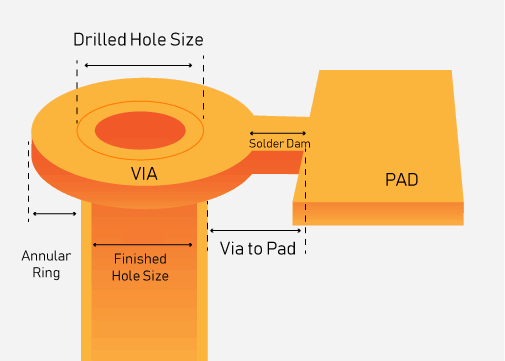 Drilled Hole Size
Solder Dam
VIA
PAD
Via to Pad
Annular
Ring
Finished
Hole Size